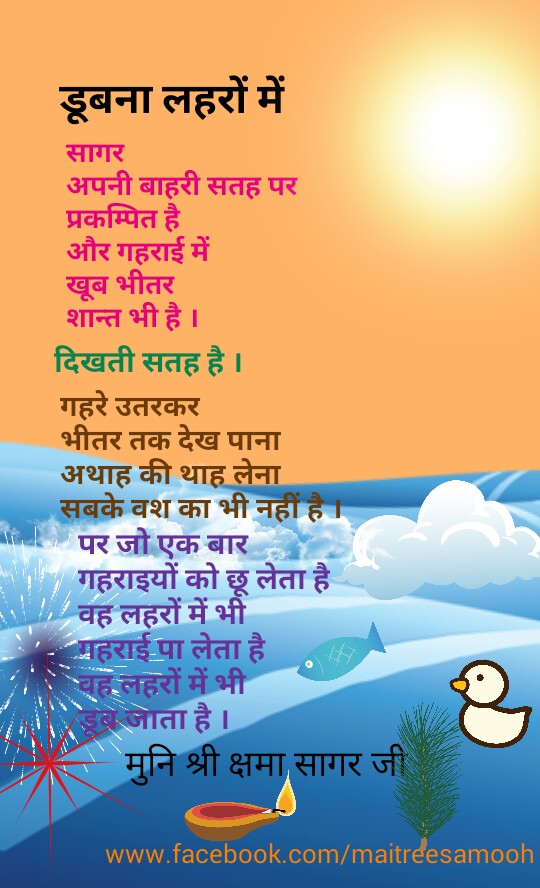 डूबना लहरों में
सागर
अपनी बाहरी सतह पर
प्रकम्पित है
और गहराई में
खूब भीतर
शान्त भी है ।
दिखती सतह है ।
गहरे उतरकर
भीतर तक देख पाना
अथाह की थाह लेना
सबके वश का भी नहीं है ।
पर जो एक बार
गहराइयों को छू लेता है
वह लहरों में भी
गहराई पा लेता है
वह लहरों में भी
डूब जाता है ।
मुनि श्री क्षमा सागर जी
www.facebook.com/maitreesamooh